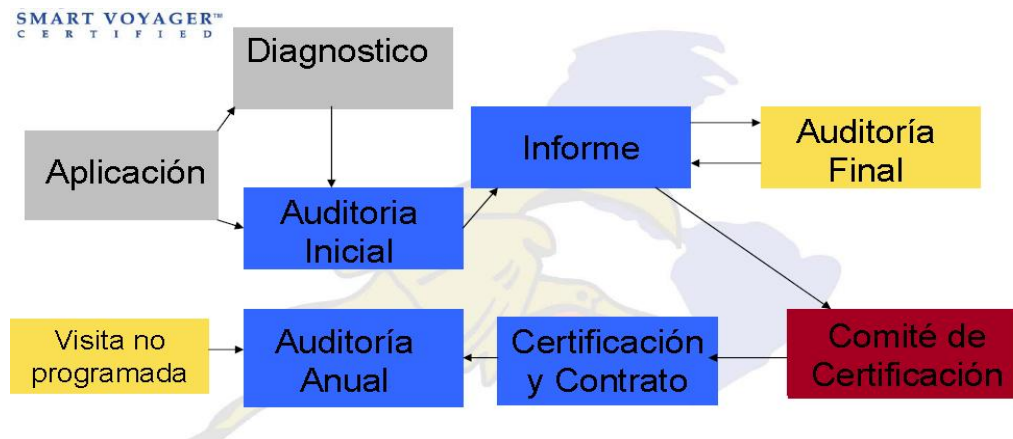 SMART VOYAGER™
CERTIFIED
Diagnostico
Aplicación
Informe
Auditoría
Final
Auditoria
Inicial
Visita no
programada
Auditoría
Anual
Certificación
y Contrato
Comité de
Certificación